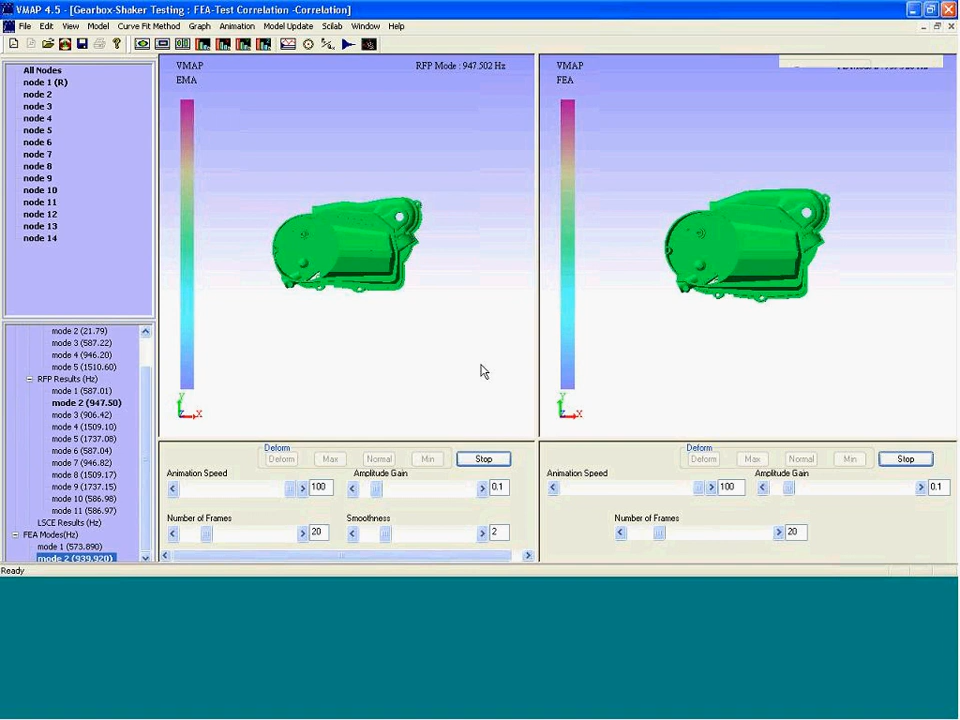 VMAP 4.5 - [Gearbox-Shaker Testing : FEA-Test Correlation -Correlation]
File Edit View Model Curve Fit Method Graph Animation Model Update Scilab Window Help
All Nodes
node 1 (R)
node 2
node 3
node 4
node 5
node 6
node 7
node 8
node 9
node 10
node 11
node 12
node 13
node 14
mode 2 (21.79)
mode 3 (587.22)
mode 4 (946.20)
mode 5 (1510.60)
RFP Results (Hz)
mode 1 (587.01)
mode 2 (947.50)
mode 3 (906.42)
mode 4 (1509.10)
mode 5 (1737.08)
mode 6 (587.04)
mode 7 (946.82)
mode 8 (1509.17)
mode 9 (1737.15)
mode 10 (586.98)
mode 11 (586.97)
LSCE Results (Hz)
FEA Modes(Hz)
mode 1 (573.890)
mode 2 (939.920)
VMAP
EMA
RFP Mode : 947.502 Hz
Y
Z X
Deform
Deform Max Normal Min Stop
Animation Speed Amplitude Gain
100 0.1
Number of Frames Smoothness
20 2
VMAP
FEA
Y
Z X
Deform
Deform Max Normal Min Stop
Animation Speed Amplitude Gain
100 0.1
Number of Frames
20
Ready